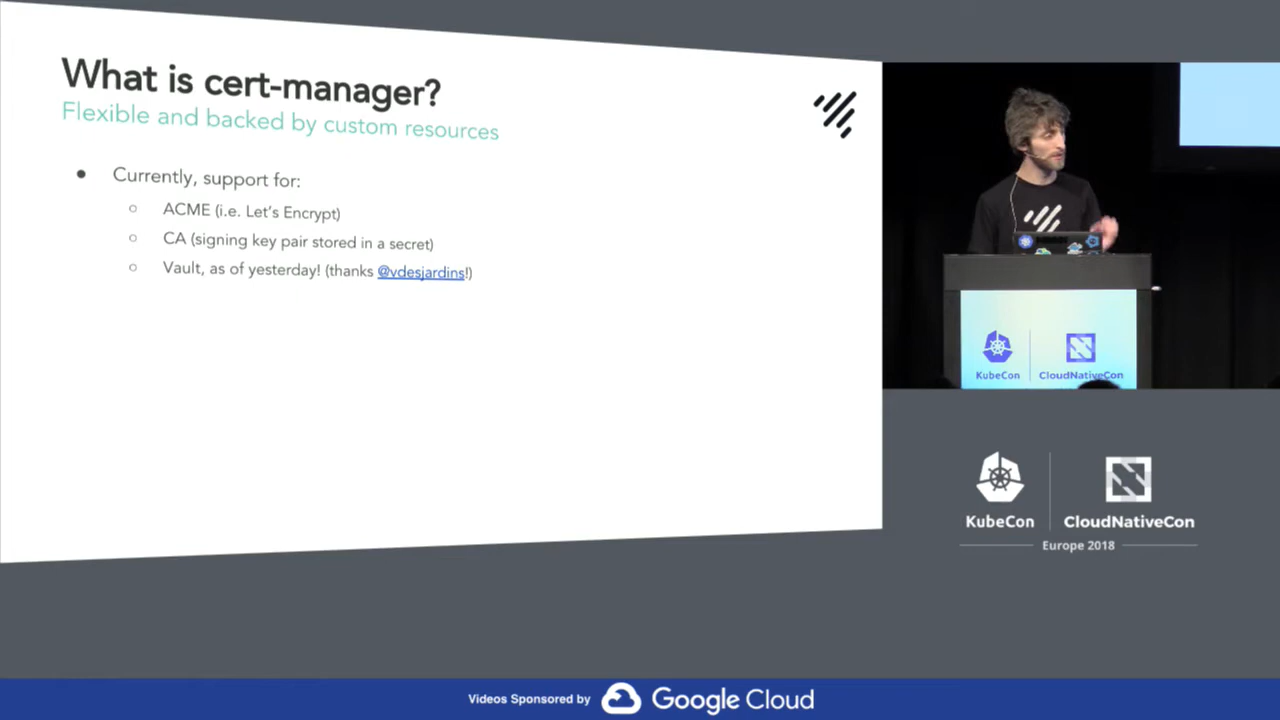 What is cert-manager?
Flexible and backed by custom resources
● Currently, support for:
○ ACME (i.e. Let's Encrypt)
○ CA (signing key pair stored in a secret)
○ Vault, as of yesterday! (thanks @vdesjardins!)
KubeCon
CloudNativeCon
KubeCon
CloudNativeCon
Europe 2018
Videos Sponsored by Google Cloud